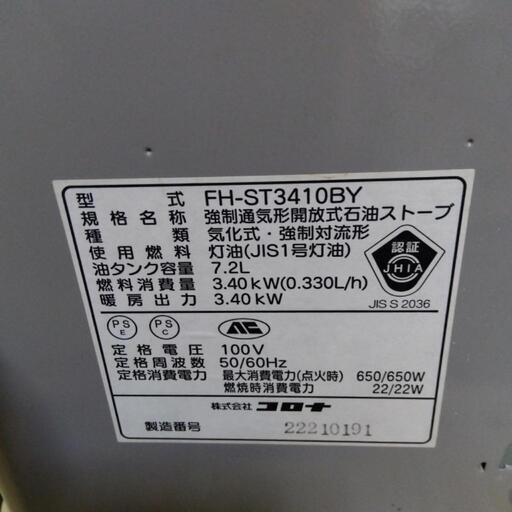 型式 FH-ST3410BY
規格名称 強制通気形開放式石油ストーブ
種類 気化式・強制対流形
使用燃料 灯油(JIS1号灯油)
油タンク容量 7.2L
燃料消費量 3.40kW(0.330L/h)
暖房出力 3.40kW
認証
JHIA
JIS S 2036
PS E PS C
定格電圧 100V
定格周波数 50/60Hz
定格消費電力 最大消費電力(点火時) 650/650W
燃焼時消費電力 22/22W
株式会社 コロナ
製造番号 22210191